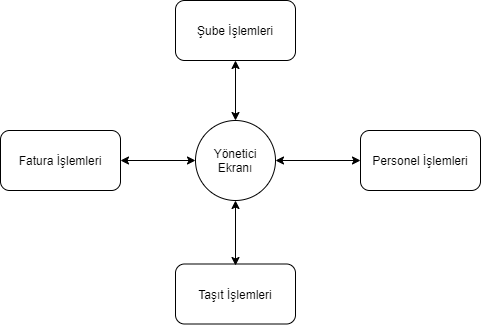 Şube İşlemleri
Fatura İşlemleri
Yönetici
Ekranı
Personel İşlemleri
Taşıt İşlemleri